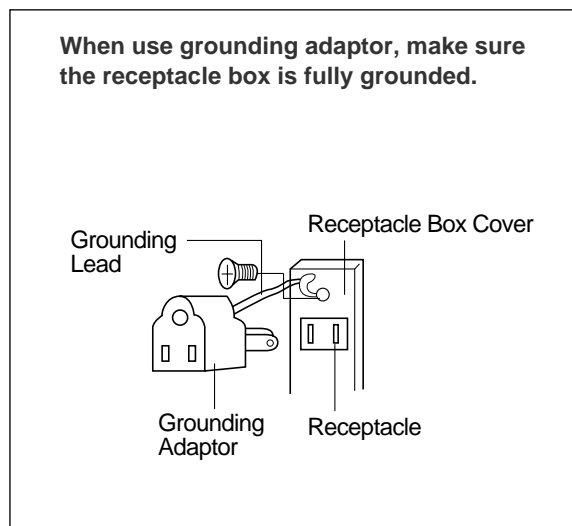 When use grounding adaptor, make sure
the receptacle box is fully grounded.
Receptacle Box Cover
Grounding
Lead
Grounding
Adaptor
Receptacle